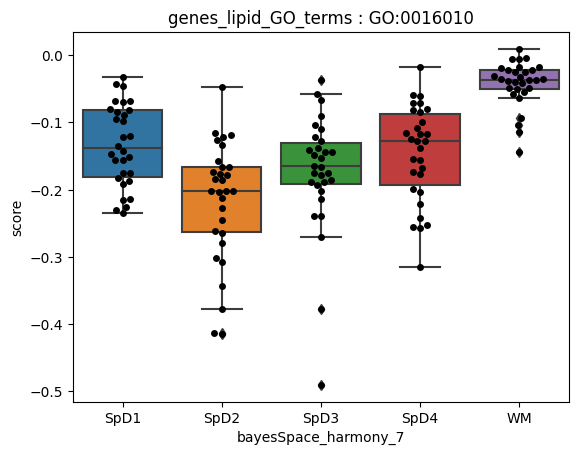 genes_lipid_GO_terms : GO:0016010
0.0
−0.1
−0.2
−0.3
−0.4
−0.5
score
SpD1 SpD2 SpD3 SpD4 WM
bayesSpace_harmony_7